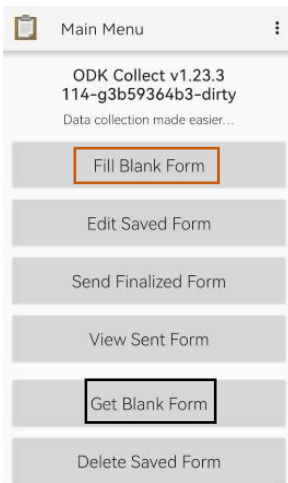 Main Menu
ODK Collect v1.23.3
114-g3b59364b3-dirty
Data collection made easier...
Fill Blank Form
Edit Saved Form
Send Finalized Form
View Sent Form
Get Blank Form
Delete Saved Form